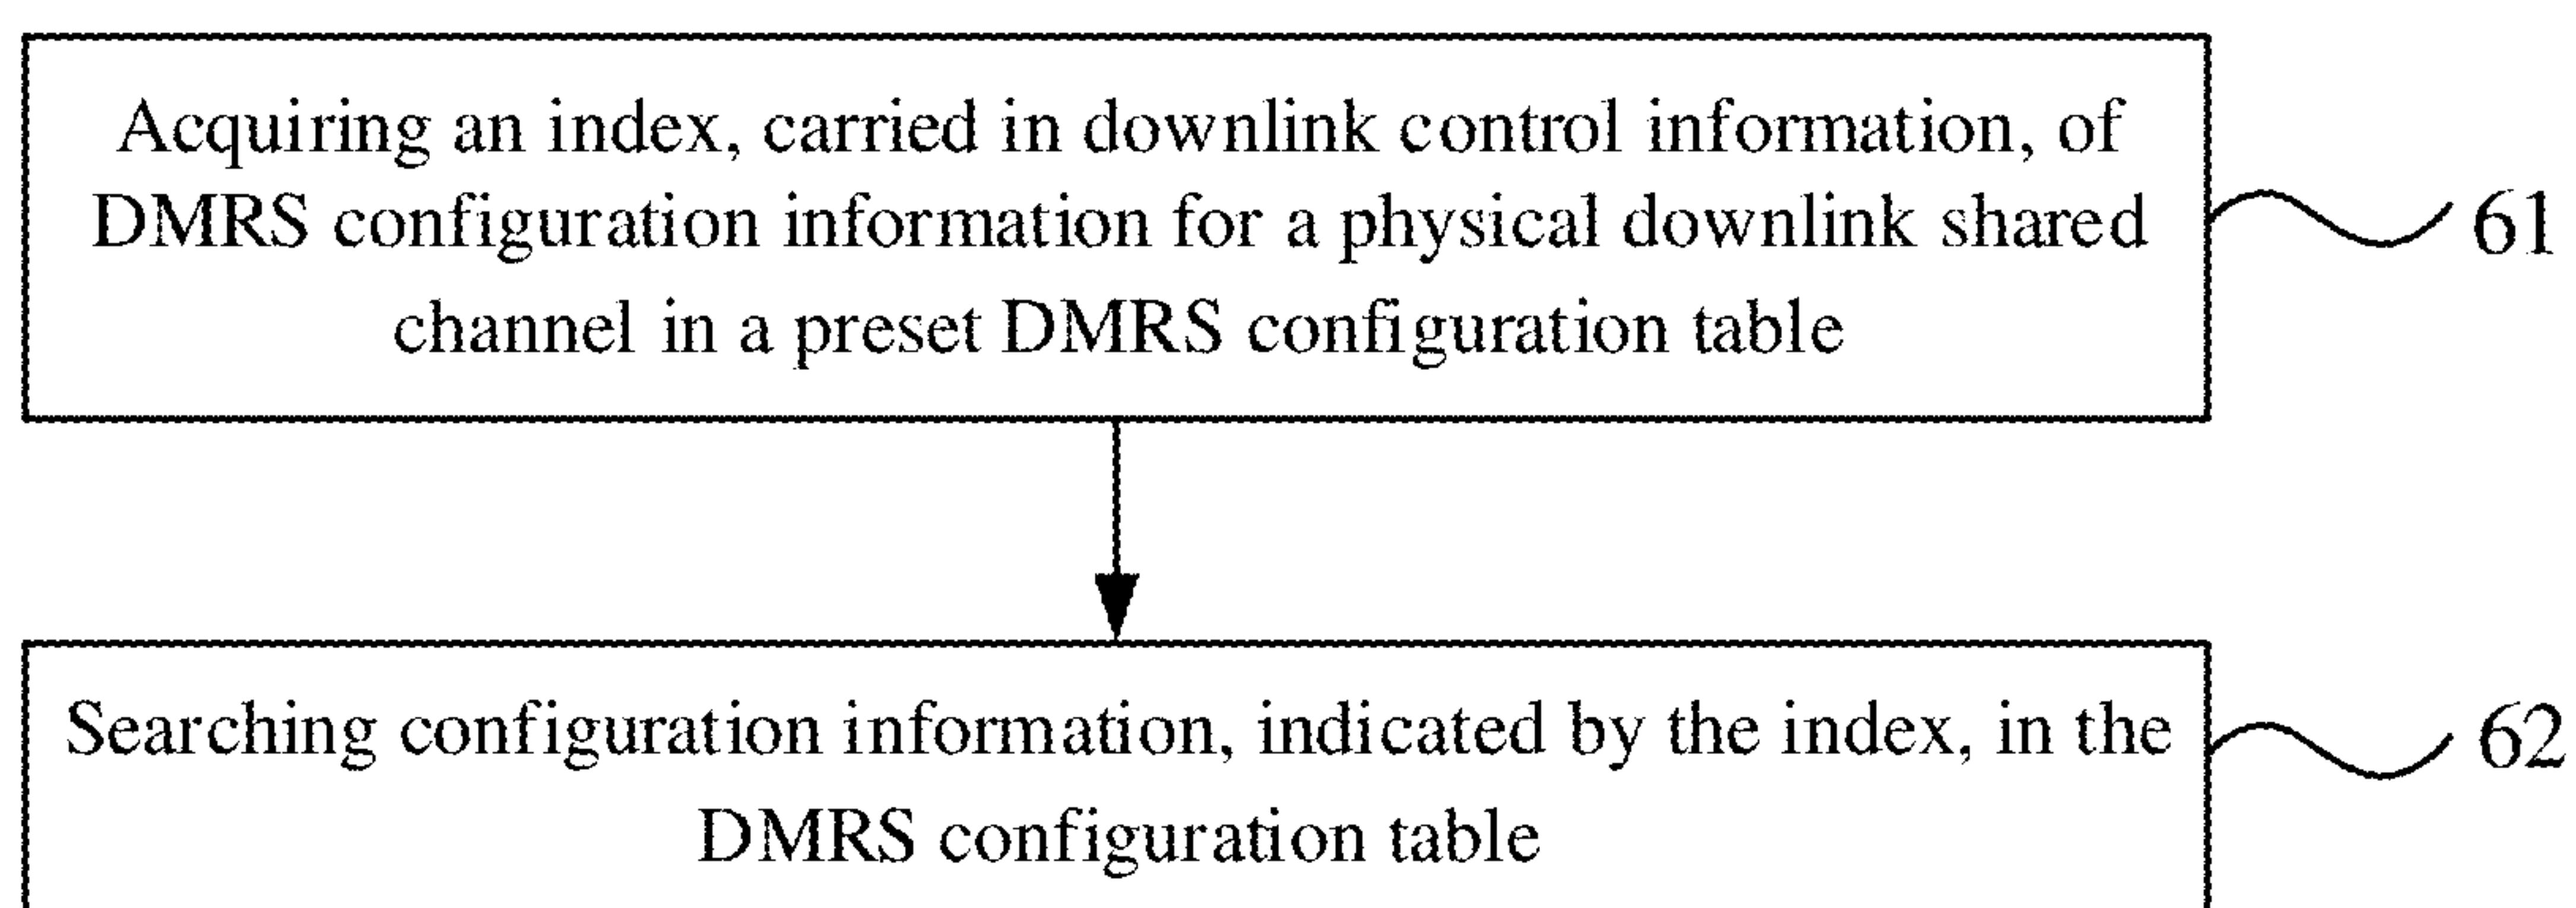 Acquiring an index, carried in downlink control information, of
DMRS configuration information for a physical downlink shared
channel in a preset DMRS configuration table
61
Searching configuration information, indicated by the index, in the
DMRS configuration table
62